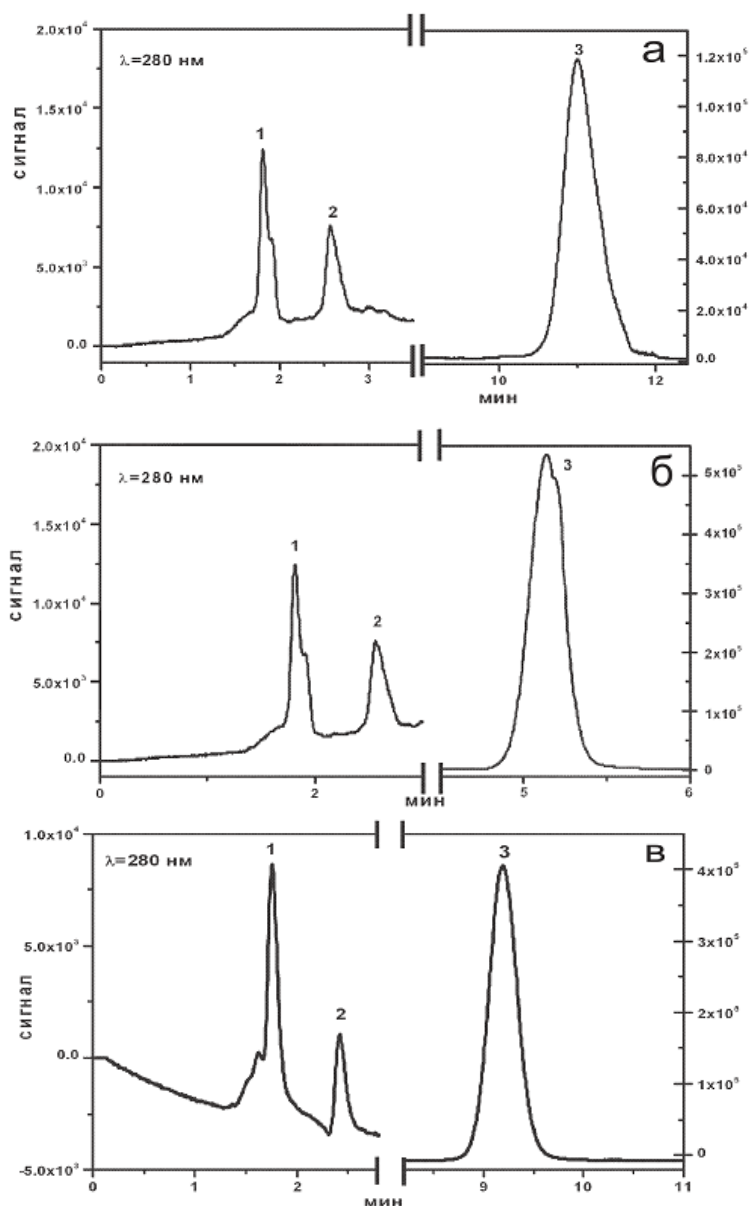 2.0x10⁴
1.5x10⁴
1.0x10⁴
5.0x10³
0.0
сигнал
λ=280 нм
1
2
3
а
1.2x10⁵
1.0x10⁵
8.0x10⁴
6.0x10⁴
4.0x10⁴
2.0x10⁴
0.0
0 1 2 3 10 12
мин
2.0x10⁴
1.5x10⁴
1.0x10⁴
5.0x10³
0.0
сигнал
λ=280 нм
1
2
3
б
5x10⁵
4x10⁵
3x10⁵
2x10⁵
1x10⁵
0
0 2 5 6
мин
1.0x10⁴
5.0x10³
0.0
-5.0x10³
сигнал
λ=280 нм
1
2
3
в
4x10⁵
3x10⁵
2x10⁵
1x10⁵
0
0 1 2 9 10 11
мин